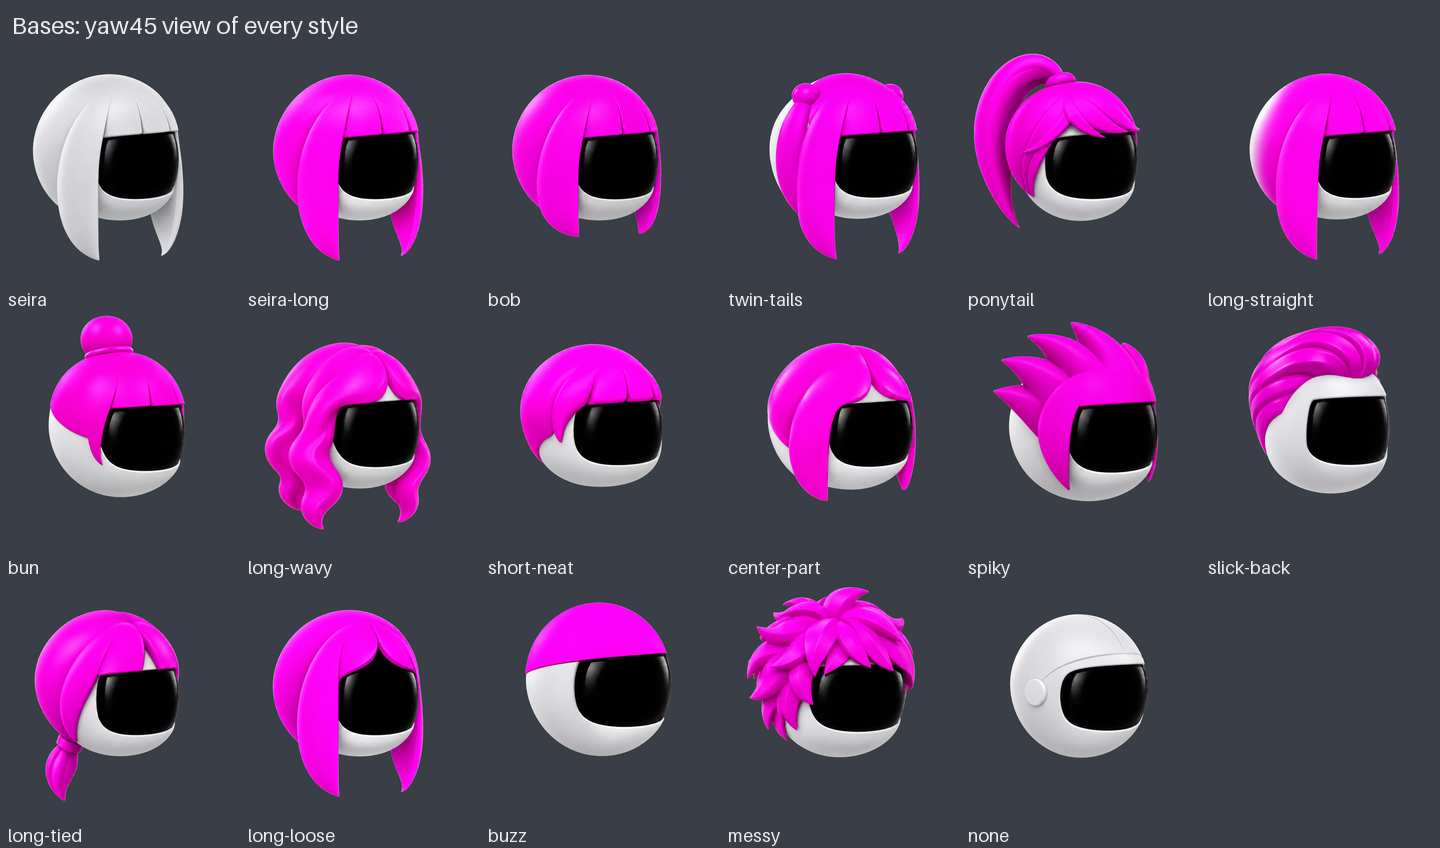 Bases: yaw45 view of every style
seira
seira-long
bob
twin-tails
ponytail
long-straight
bun
long-wavy
short-neat
center-part
spiky
slick-back
long-tied
long-loose
buzz
messy
none